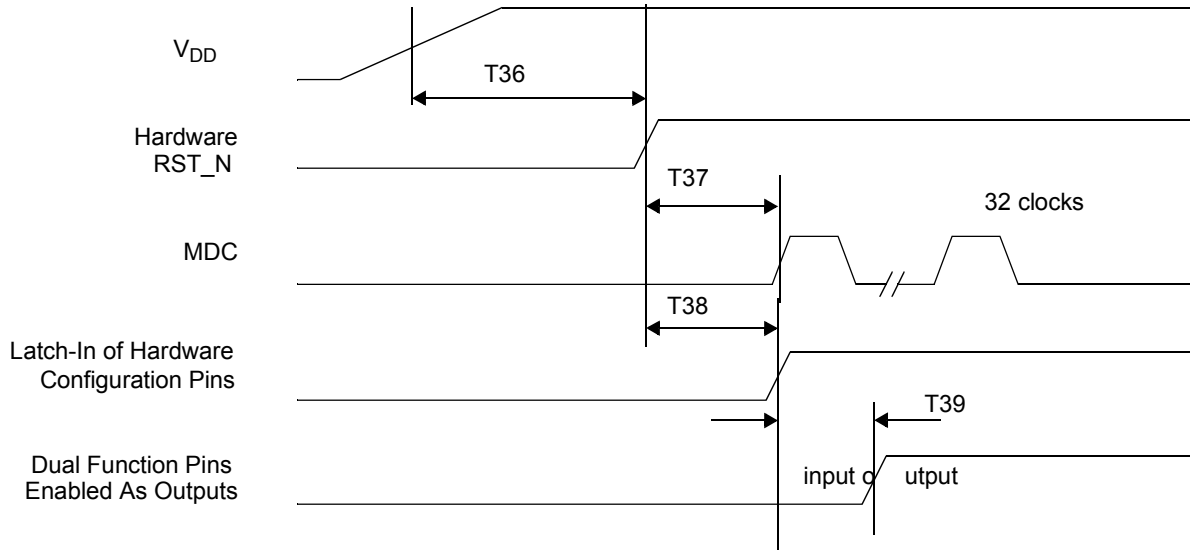 VDD
T36
Hardware
RST_N
T37
32 clocks
MDC
T38
Latch-In of Hardware
Configuration Pins
T39
Dual Function Pins
Enabled As Outputs
input o utput